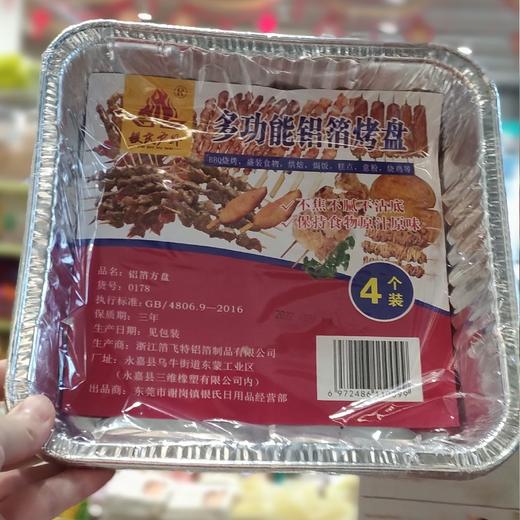 ®
多功能铝箔烤盘
BBQ烧烤、盛装食物、烘焙、焗饭、糕点、意粉、烧鸡等
✓不焦不腻不沾底
✓保持食物原汁原味
4个装
品名：铝箔方盘
货号：0178
执行标准：GB/4806.9-2016
保质期：三年
生产日期：见包装
生产商：浙江箔飞特铝箔制品有限公司
厂址：永嘉县乌牛街道东蒙工业区
（永嘉县三维橡塑有限公司内）
出品商：东莞市谢岗镇银氏日用品经营部